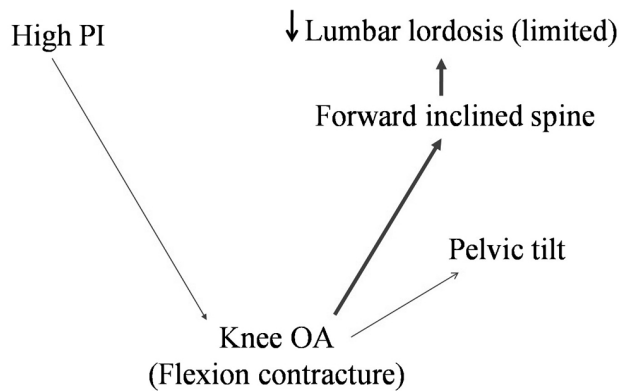 High PI
↓ Lumbar lordosis (limited)
Forward inclined spine
Pelvic tilt
Knee OA
(Flexion contracture)